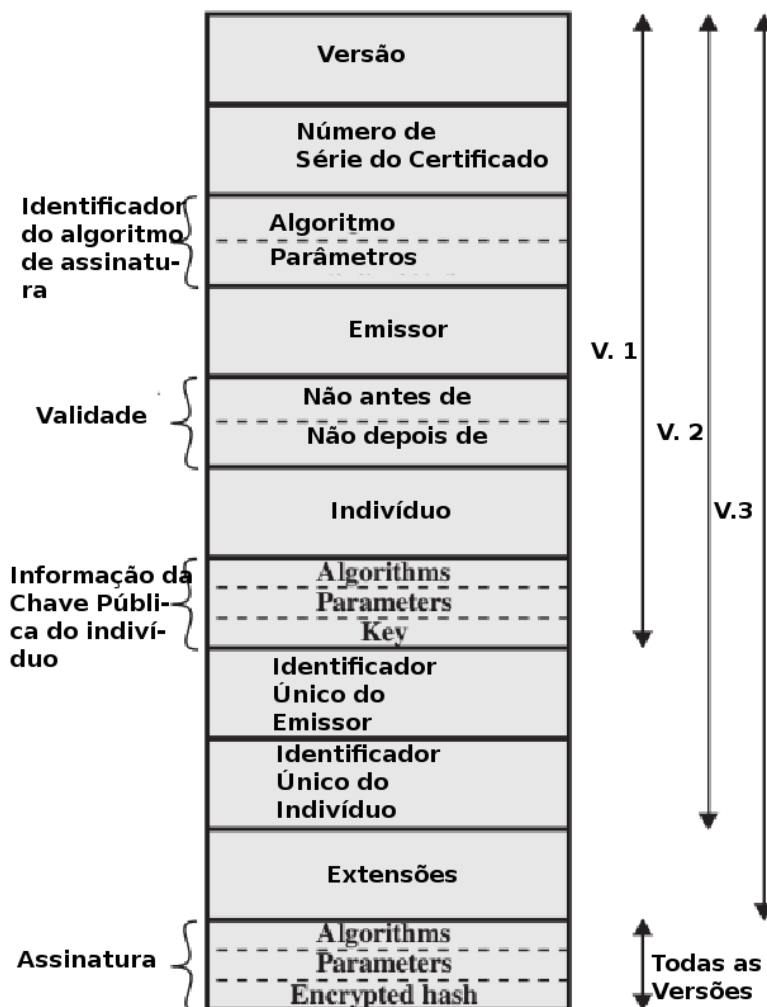 Versão
Número de
Série do Certificado
Identificador
do algoritmo
de assinatu-
ra
Algoritmo
Parâmetros
Emissor
V. 1
Validade
Não antes de
Não depois de
V. 2
Indivíduo
V.3
Informação da
Chave Públi-
ca do indiví-
duo
Algorithms
Parameters
Key
Identificador
Único do
Emissor
Identificador
Único do
Indivíduo
Extensões
Assinatura
Algorithms
Parameters
Encrypted hash
Todas as
Versões